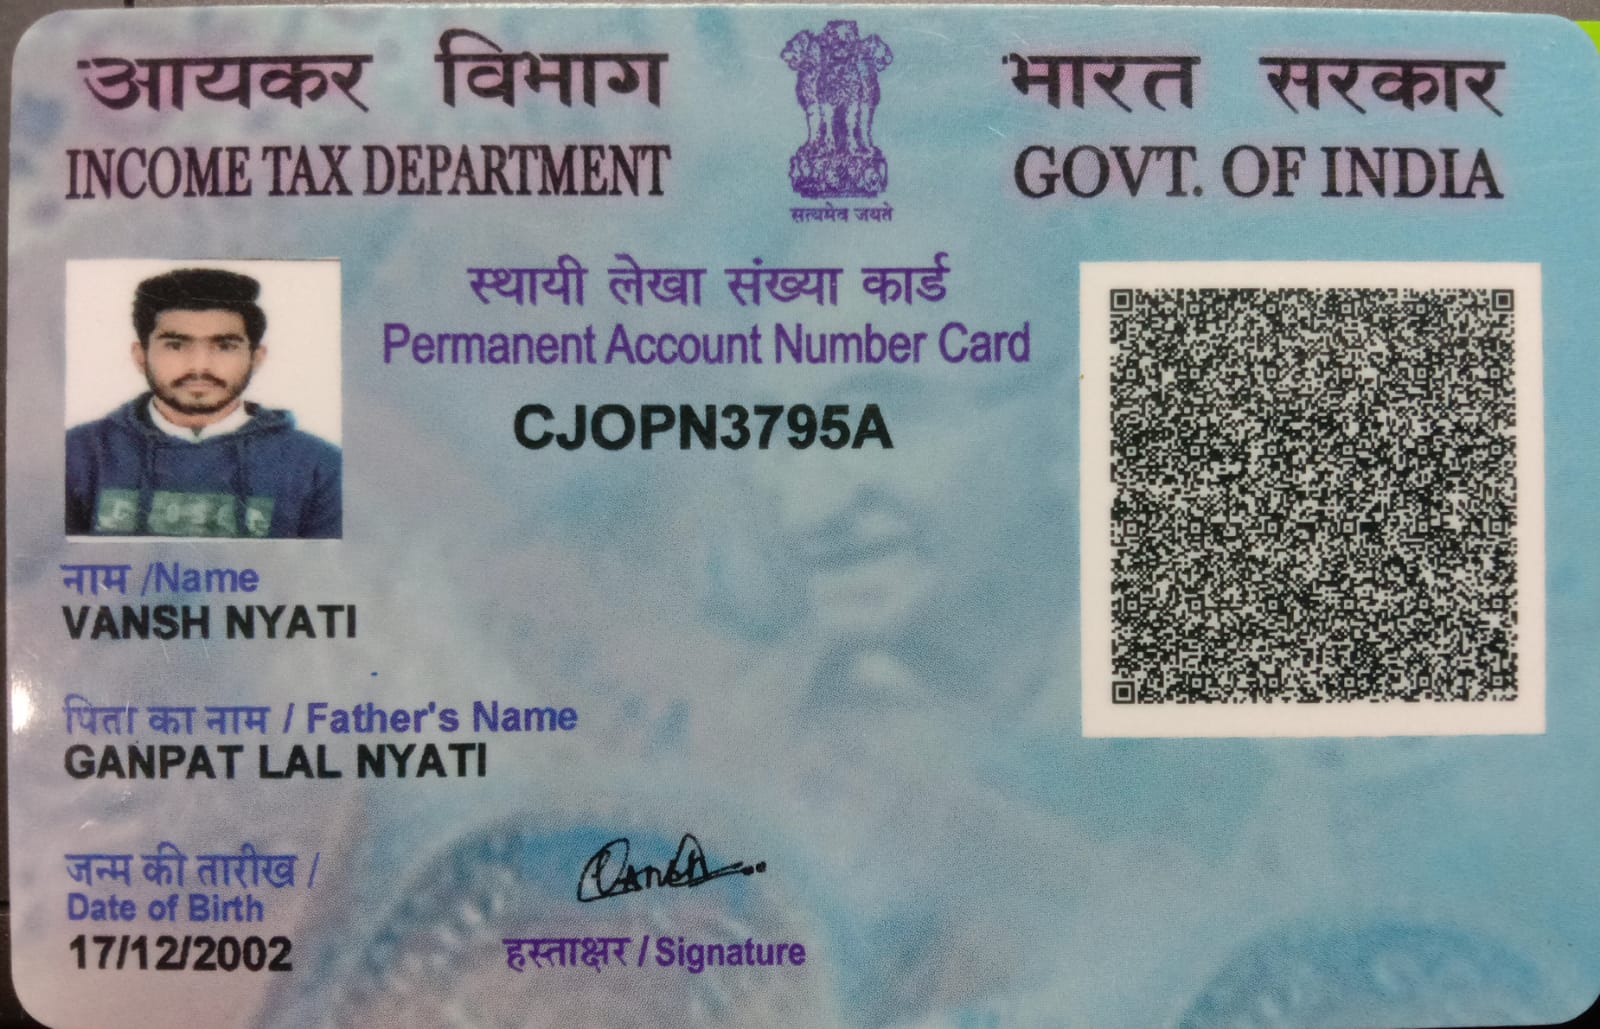 आयकर विभाग
INCOME TAX DEPARTMENT
सत्यमेव जयते
भारत सरकार
GOVT. OF INDIA
स्थायी लेखा संख्या कार्ड
Permanent Account Number Card
CJOPN3795A
नाम /Name
VANSH NYATI
पिता का नाम / Father's Name
GANPAT LAL NYATI
जन्म की तारीख /
Date of Birth
17/12/2002
Vansh
हस्ताक्षर / Signature